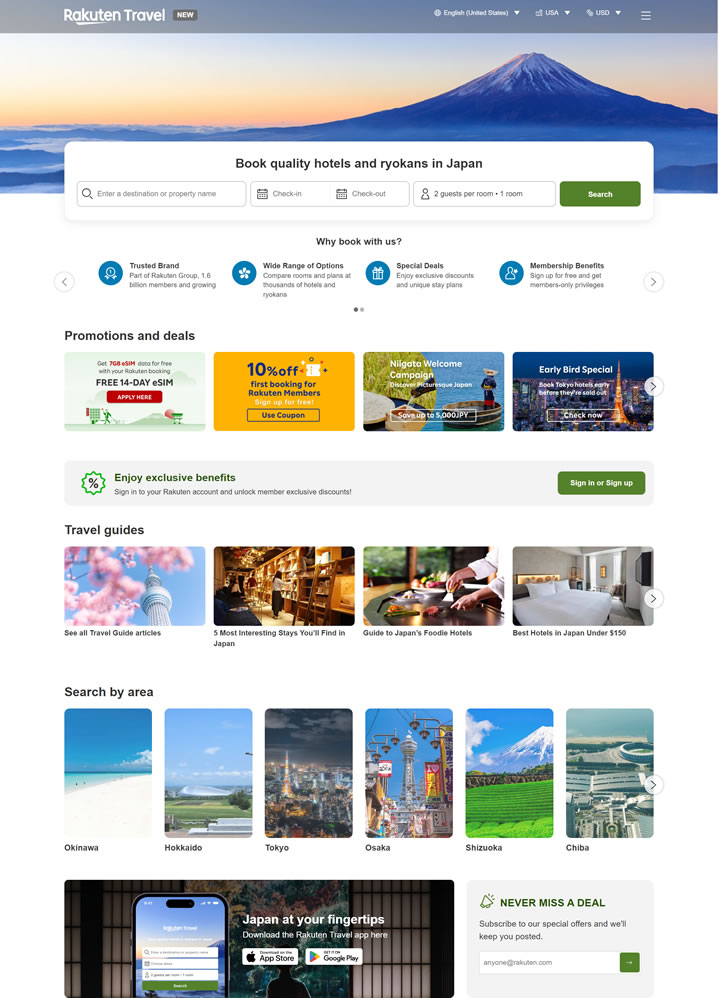 Rakuten Travel NEW
English (United States) USA USD
Book quality hotels and ryokans in Japan
Enter a destination or property name Check-in Check-out 2 guests per room • 1 room Search
Why book with us?
Trusted Brand
Part of Rakuten Group, 1.6
billion members and growing
Wide Range of Options
Compare rooms and plans at
thousands of hotels and
ryokans
Special Deals
Enjoy exclusive discounts
and unique stay plans
Membership Benefits
Sign up for free and get
members-only privileges
Promotions and deals
Get 7GB eSIM data for free
with your Rakuten booking
FREE 14-DAY eSIM
APPLY HERE
10%off
first booking for
Rakuten Members
Sign up for free!
Use Coupon
Niigata Welcome
Campaign
Discover Picturesque Japan
Save up to 5,000JPY
Early Bird Special
Book Tokyo hotels early
before they're sold out
Check now
Enjoy exclusive benefits
Sign in to your Rakuten account and unlock member exclusive discounts!
Sign in or Sign up
Travel guides
See all Travel Guide articles
5 Most Interesting Stays You'll Find in
Japan
Guide to Japan's Foodie Hotels
Best Hotels in Japan Under $150
Search by area
Okinawa
Hokkaido
Tokyo
Osaka
Shizuoka
Chiba
Rakuten Travel
Enter a destination or property name
2 guests per room • 1 room
Search
Japan at your fingertips
Download the Rakuten Travel app here
Download on the
App Store
GET IT ON
Google Play
NEVER MISS A DEAL
Subscribe to our special offers and we'll
keep you posted.
anyone@rakuten.com